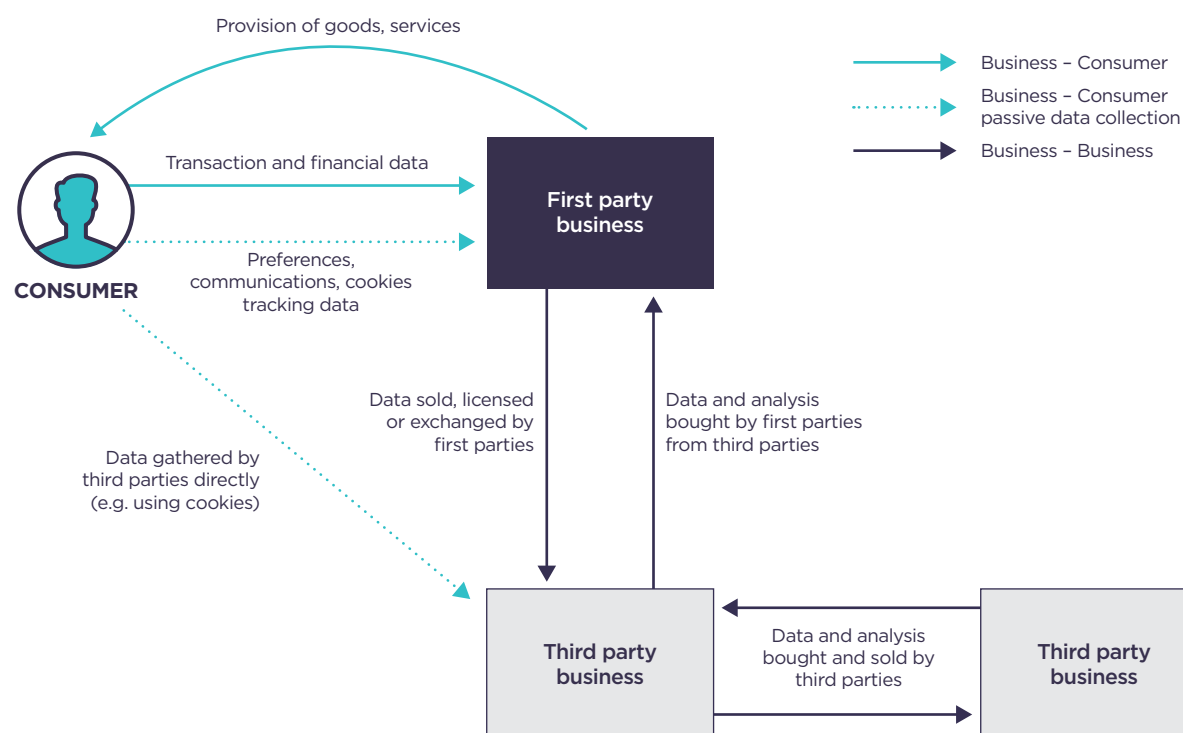 Provision of goods, services
Business – Consumer
Business – Consumer
passive data collection
Business – Business
Transaction and financial data
First party
business
Preferences,
communications, cookies
tracking data
CONSUMER
Data sold, licensed
or exchanged by
first parties
Data and analysis
bought by first parties
from third parties
Data gathered by
third parties directly
(e.g. using cookies)
Third party
business
Data and analysis
bought and sold by
third parties
Third party
business